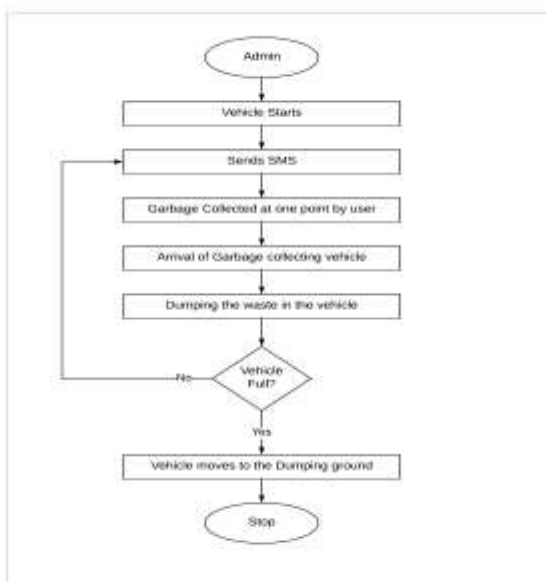 Admin
Vehicle Starts
Sends SMS
Garbage Collected at one point by user
Arrival of Garbage collecting vehicle
Dumping the waste in the vehicle
Vehicle
Full?
No
Yes
Vehicle moves to the Dumping ground
Stop